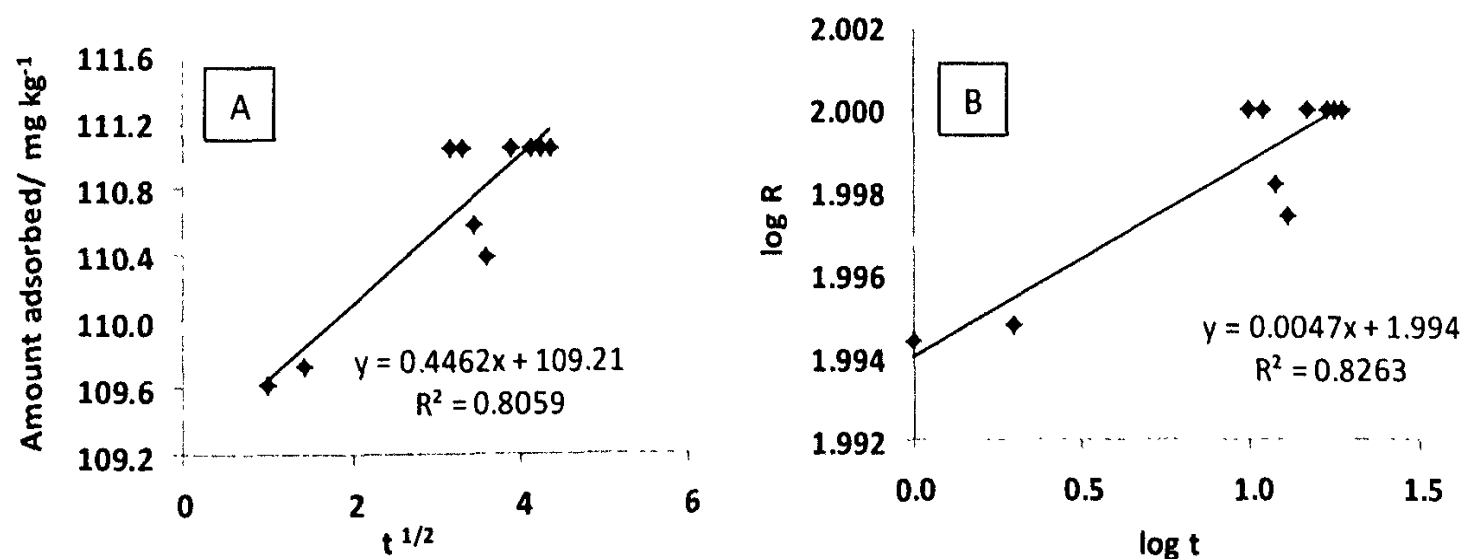 A
Amount adsorbed/ mg kg⁻¹
111.6
111.2
110.8
110.4
110.0
109.6
109.2
y = 0.4462x + 109.21
R² = 0.8059
0 2 4 6
t 1/2
B
log R
2.002
2.000
1.998
1.996
1.994
1.992
y = 0.0047x + 1.994
R² = 0.8263
0.0 0.5 1.0 1.5
log t